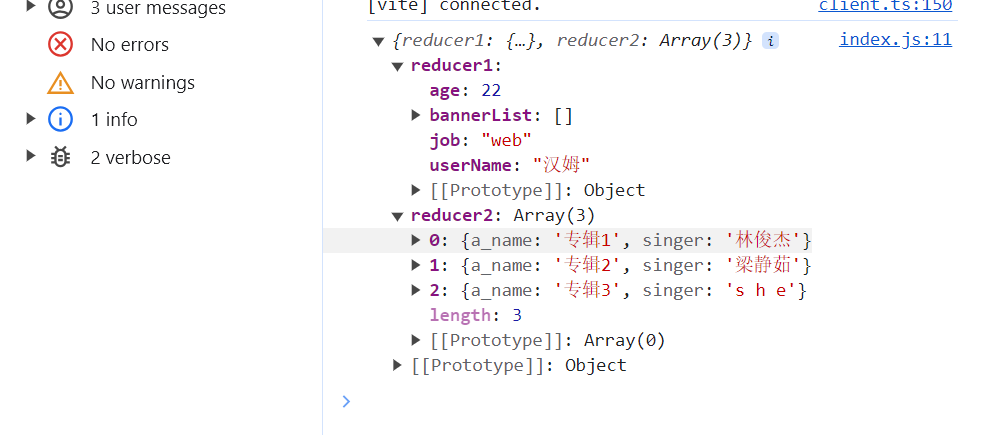 3 user messages
No errors
No warnings
1 info
2 verbose
[vite] connected. client.ts:150
{reducer1: {…}, reducer2: Array(3)} i index.js:11
reducer1:
age: 22
bannerList: []
job: "web"
userName: "汉姆"
[[Prototype]]: Object
reducer2: Array(3)
0: {a_name: '专辑1', singer: '林俊杰'}
1: {a_name: '专辑2', singer: '梁静茹'}
2: {a_name: '专辑3', singer: 's h e'}
length: 3
[[Prototype]]: Array(0)
[[Prototype]]: Object